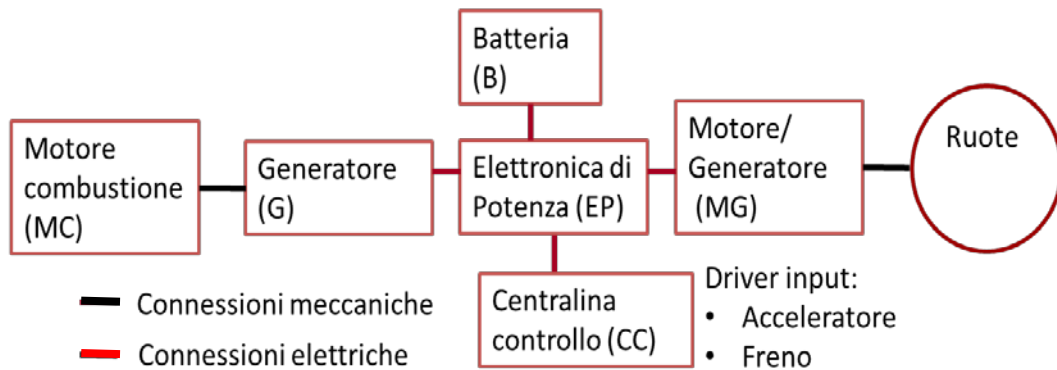 Batteria
(B)
Motore
combustione
(MC)
Generatore
(G)
Elettronica di
Potenza (EP)
Motore/
Generatore
(MG)
Ruote
Centralina
controllo (CC)
Driver input:
• Acceleratore
• Freno
Connessioni meccaniche
Connessioni elettriche